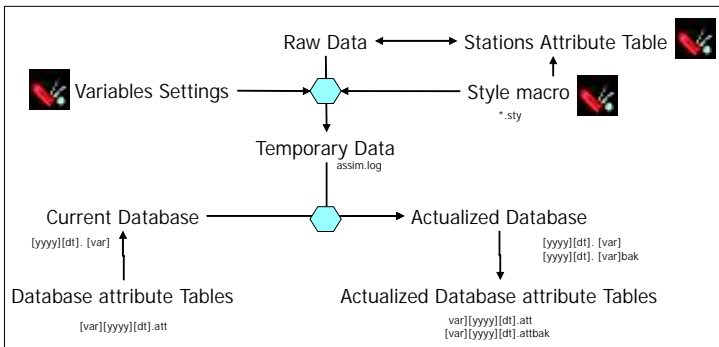 Raw Data
Stations Attribute Table
Variables Settings
Style macro
*.sty
Temporary Data
assim.log
Current Database
Actualized Database
[yyyy][dt]. [var]
[yyyy][dt]. [var]
[yyyy][dt]. [var]bak
Database attribute Tables
Actualized Database attribute Tables
[var][yyyy][dt].att
var][yyyy][dt].att
[var][yyyy][dt].attbak